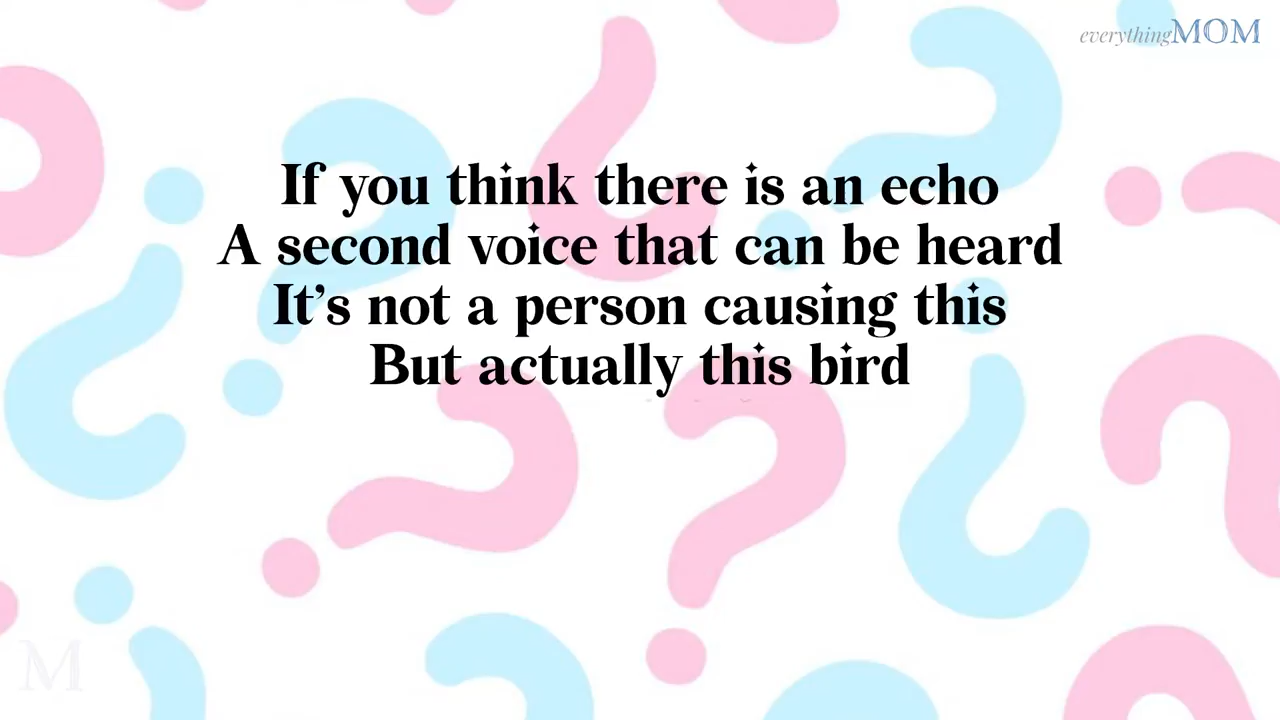 everythingMOM
If you think there is an echo
A second voice that can be heard
It's not a person causing this
But actually this bird
M